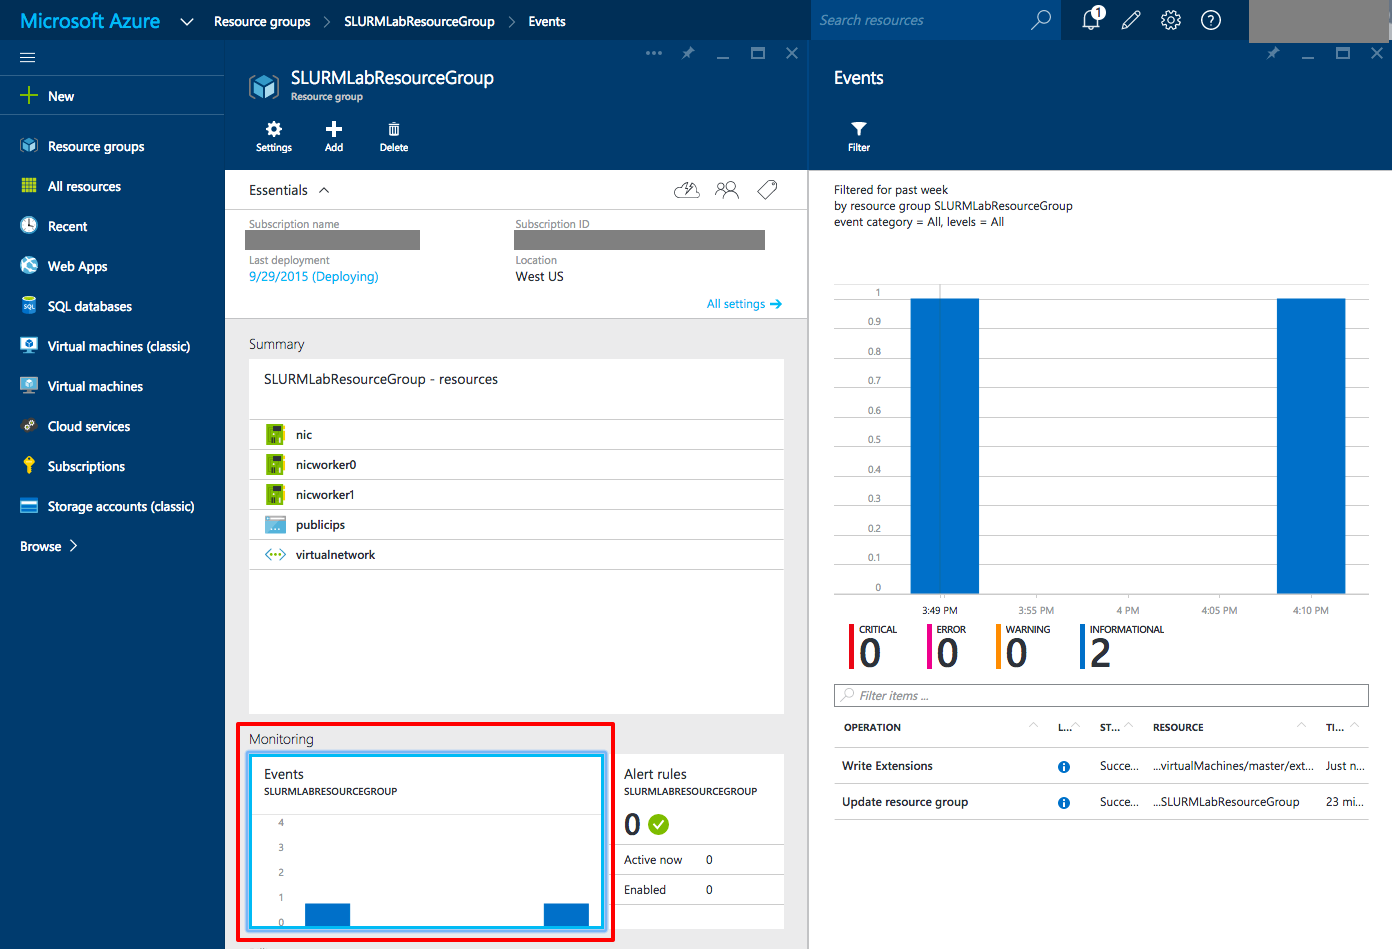 Microsoft Azure
Resource groups
SLURMLabResourceGroup
Events
Search resources
1
New
Resource groups
All resources
Recent
Web Apps
SQL databases
Virtual machines (classic)
Virtual machines
Cloud services
Subscriptions
Storage accounts (classic)
Browse
SLURMLabResourceGroup
Resource group
Settings
Add
Delete
Essentials
Subscription name
Subscription ID
Last deployment
9/29/2015 (Deploying)
Location
West US
All settings
Summary
SLURMLabResourceGroup - resources
nic
nicworker0
nicworker1
publicips
virtualnetwork
Monitoring
Events
SLURMLABRESOURCEGROUP
4
3
2
1
0
Alert rules
SLURMLABRESOURCEGROUP
0
Active now 0
Enabled 0
Events
Filter
Filtered for past week
by resource group SLURMLabResourceGroup
event category = All, levels = All
1
0.9
0.8
0.7
0.6
0.5
0.4
0.3
0.2
0.1
0
3:49 PM 3:55 PM 4 PM 4:05 PM 4:10 PM
CRITICAL
0
ERROR
0
WARNING
0
INFORMATIONAL
2
Filter items ...
OPERATION L... ST... RESOURCE TI...
Write Extensions Succe... ...virtualMachines/master/ext... Just n...
Update resource group Succe... ...SLURMLabResourceGroup 23 mi...